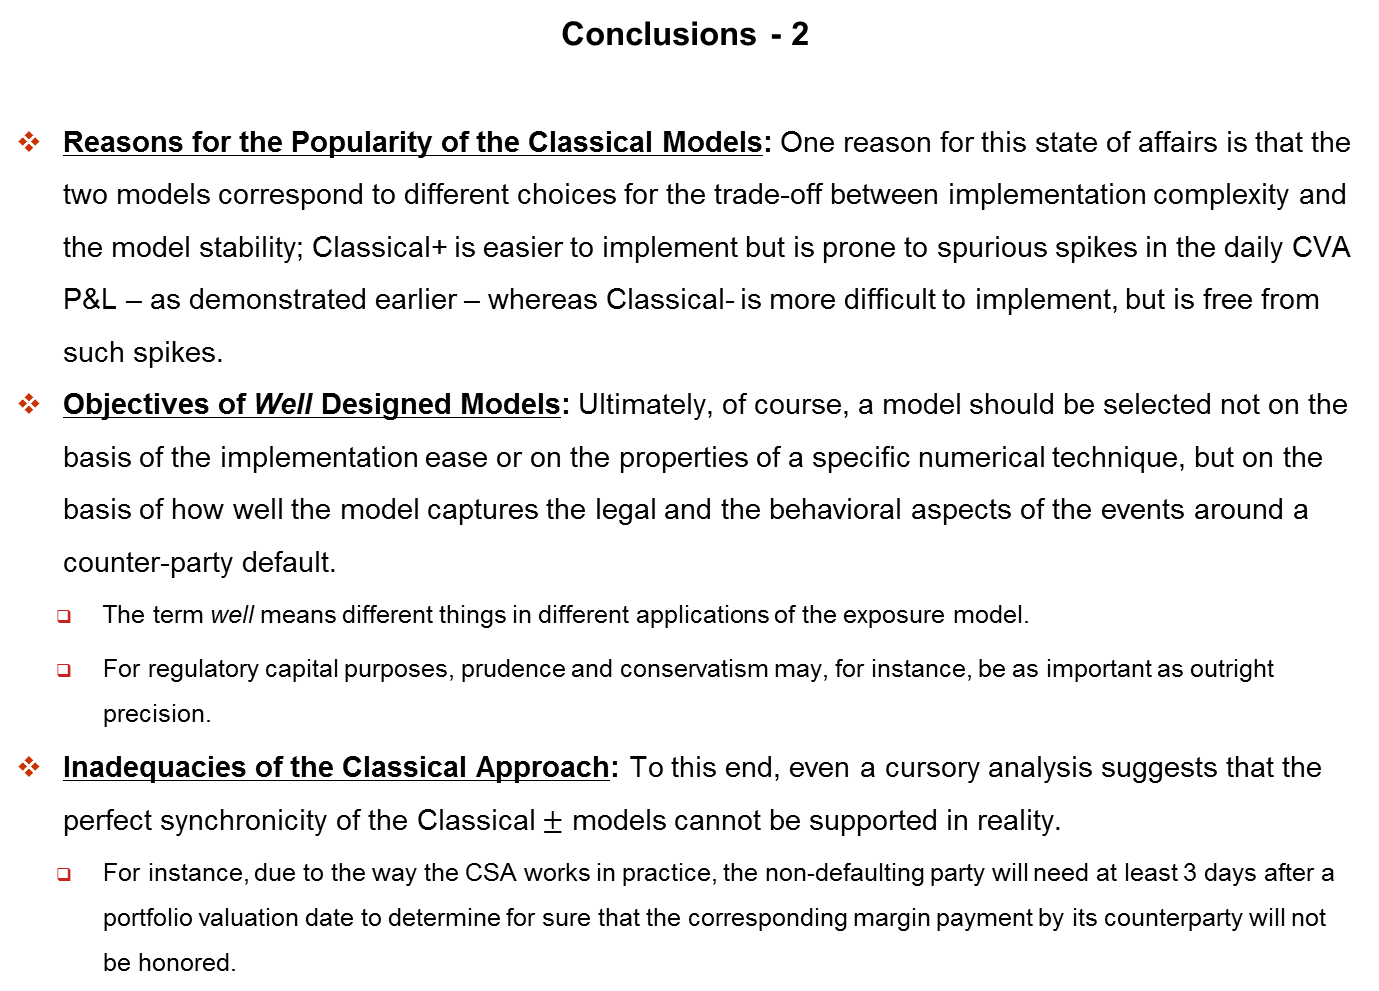 Conclusions - 2
Reasons for the Popularity of the Classical Models: One reason for this state of affairs is that the
two models correspond to different choices for the trade-off between implementation complexity and
the model stability; Classical+ is easier to implement but is prone to spurious spikes in the daily CVA
P&L – as demonstrated earlier – whereas Classical- is more difficult to implement, but is free from
such spikes.
Objectives of Well Designed Models: Ultimately, of course, a model should be selected not on the
basis of the implementation ease or on the properties of a specific numerical technique, but on the
basis of how well the model captures the legal and the behavioral aspects of the events around a
counter-party default.
The term well means different things in different applications of the exposure model.
For regulatory capital purposes, prudence and conservatism may, for instance, be as important as outright
precision.
Inadequacies of the Classical Approach: To this end, even a cursory analysis suggests that the
perfect synchronicity of the Classical ± models cannot be supported in reality.
For instance, due to the way the CSA works in practice, the non-defaulting party will need at least 3 days after a
portfolio valuation date to determine for sure that the corresponding margin payment by its counterparty will not
be honored.